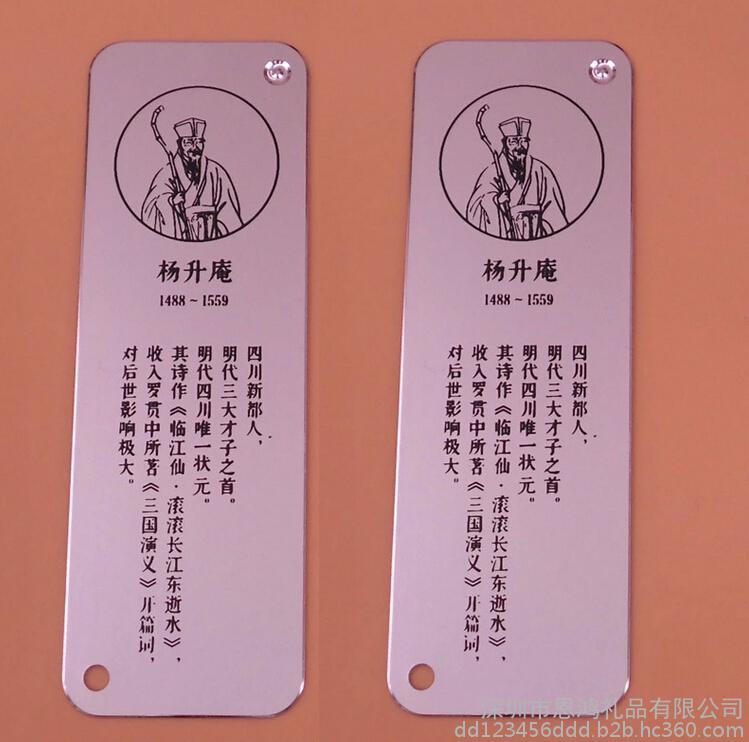 杨升庵
1488~1559
四川新都人，
明代三大才子之首。
明代四川唯一状元。
其诗作《临江仙·滚滚长江东逝水》，
收入罗贯中所著《三国演义》开篇词，
对后世影响极大。
杨升庵
1488~1559
四川新都人，
明代三大才子之首。
明代四川唯一状元。
其诗作《临江仙·滚滚长江东逝水》，
收入罗贯中所著《三国演义》开篇词，
对后世影响极大。
深圳市恩鸿礼品有限公司
dd123456ddd.b2b.hc360.com/